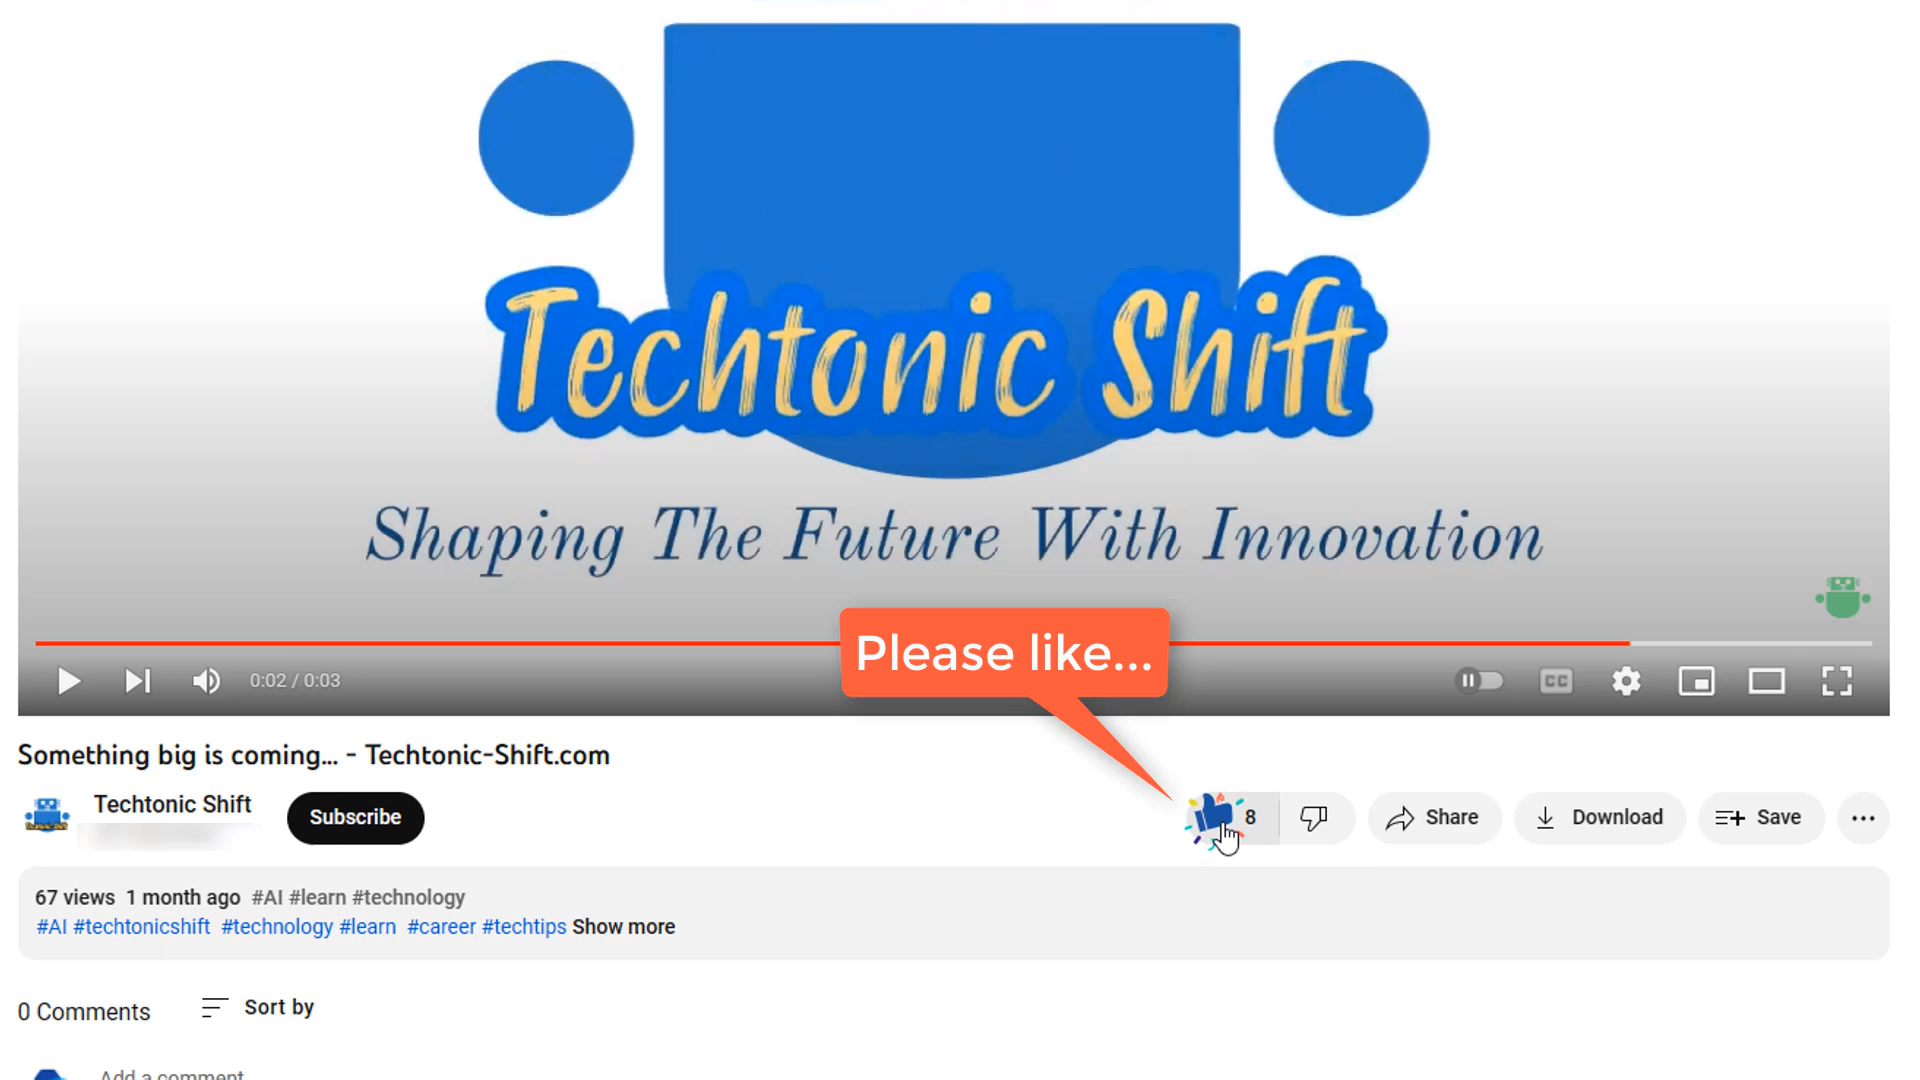 Techtonic Shift
Shaping The Future With Innovation
Please like...
0:02 / 0:03
CC
Something big is coming... - Techtonic-Shift.com
Techtonic Shift
Subscribe
8
Share
Download
Save
67 views 1 month ago #AI #learn #technology
#AI #techtonicshift #technology #learn #career #techtips Show more
0 Comments
Sort by
Add a comment